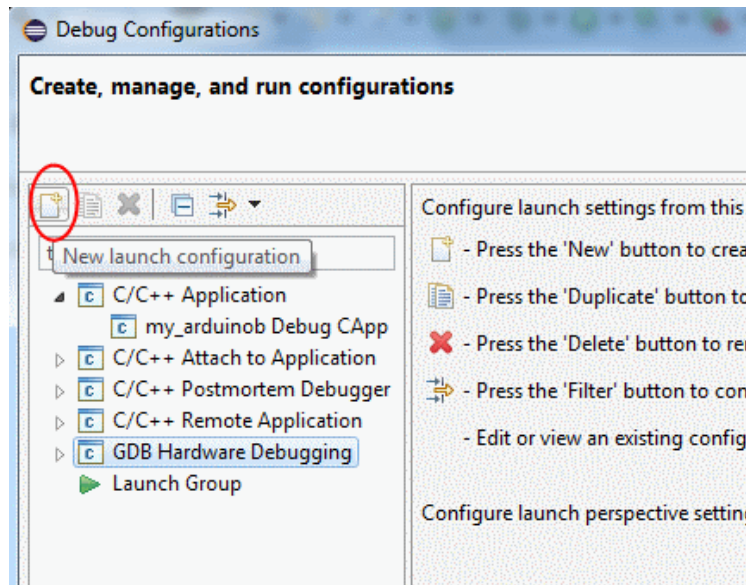 Debug Configurations
Create, manage, and run configurations
New launch configuration
C/C++ Application
my_arduinob Debug CApp
C/C++ Attach to Application
C/C++ Postmortem Debugger
C/C++ Remote Application
GDB Hardware Debugging
Launch Group
Configure launch settings from this
- Press the 'New' button to crea
- Press the 'Duplicate' button to
- Press the 'Delete' button to re
- Press the 'Filter' button to con
- Edit or view an existing config
Configure launch perspective setting